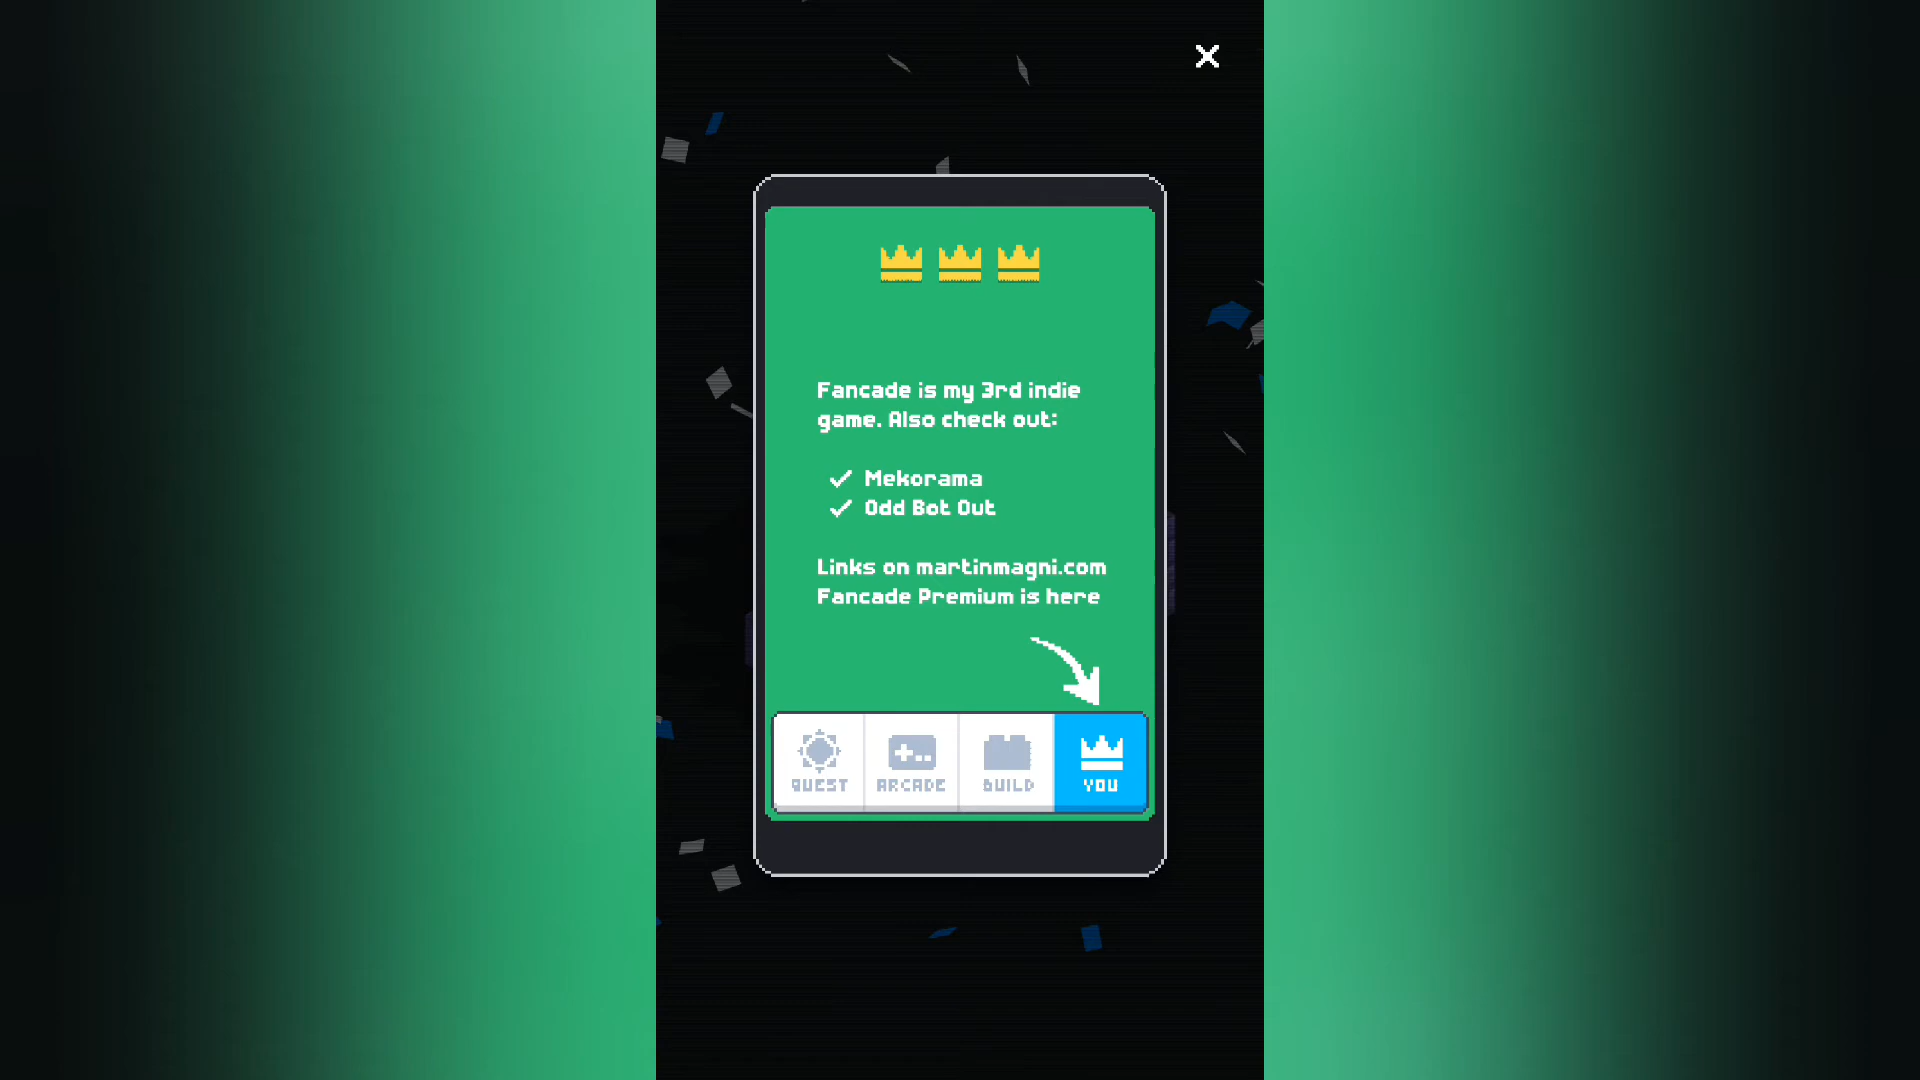 Fancade is my 3rd indie
game. Also check out:
✓ Mekorama
✓ Odd Bot Out
Links on martinmagni.com
Fancade Premium is here
QUEST ARCADE BUILD YOU